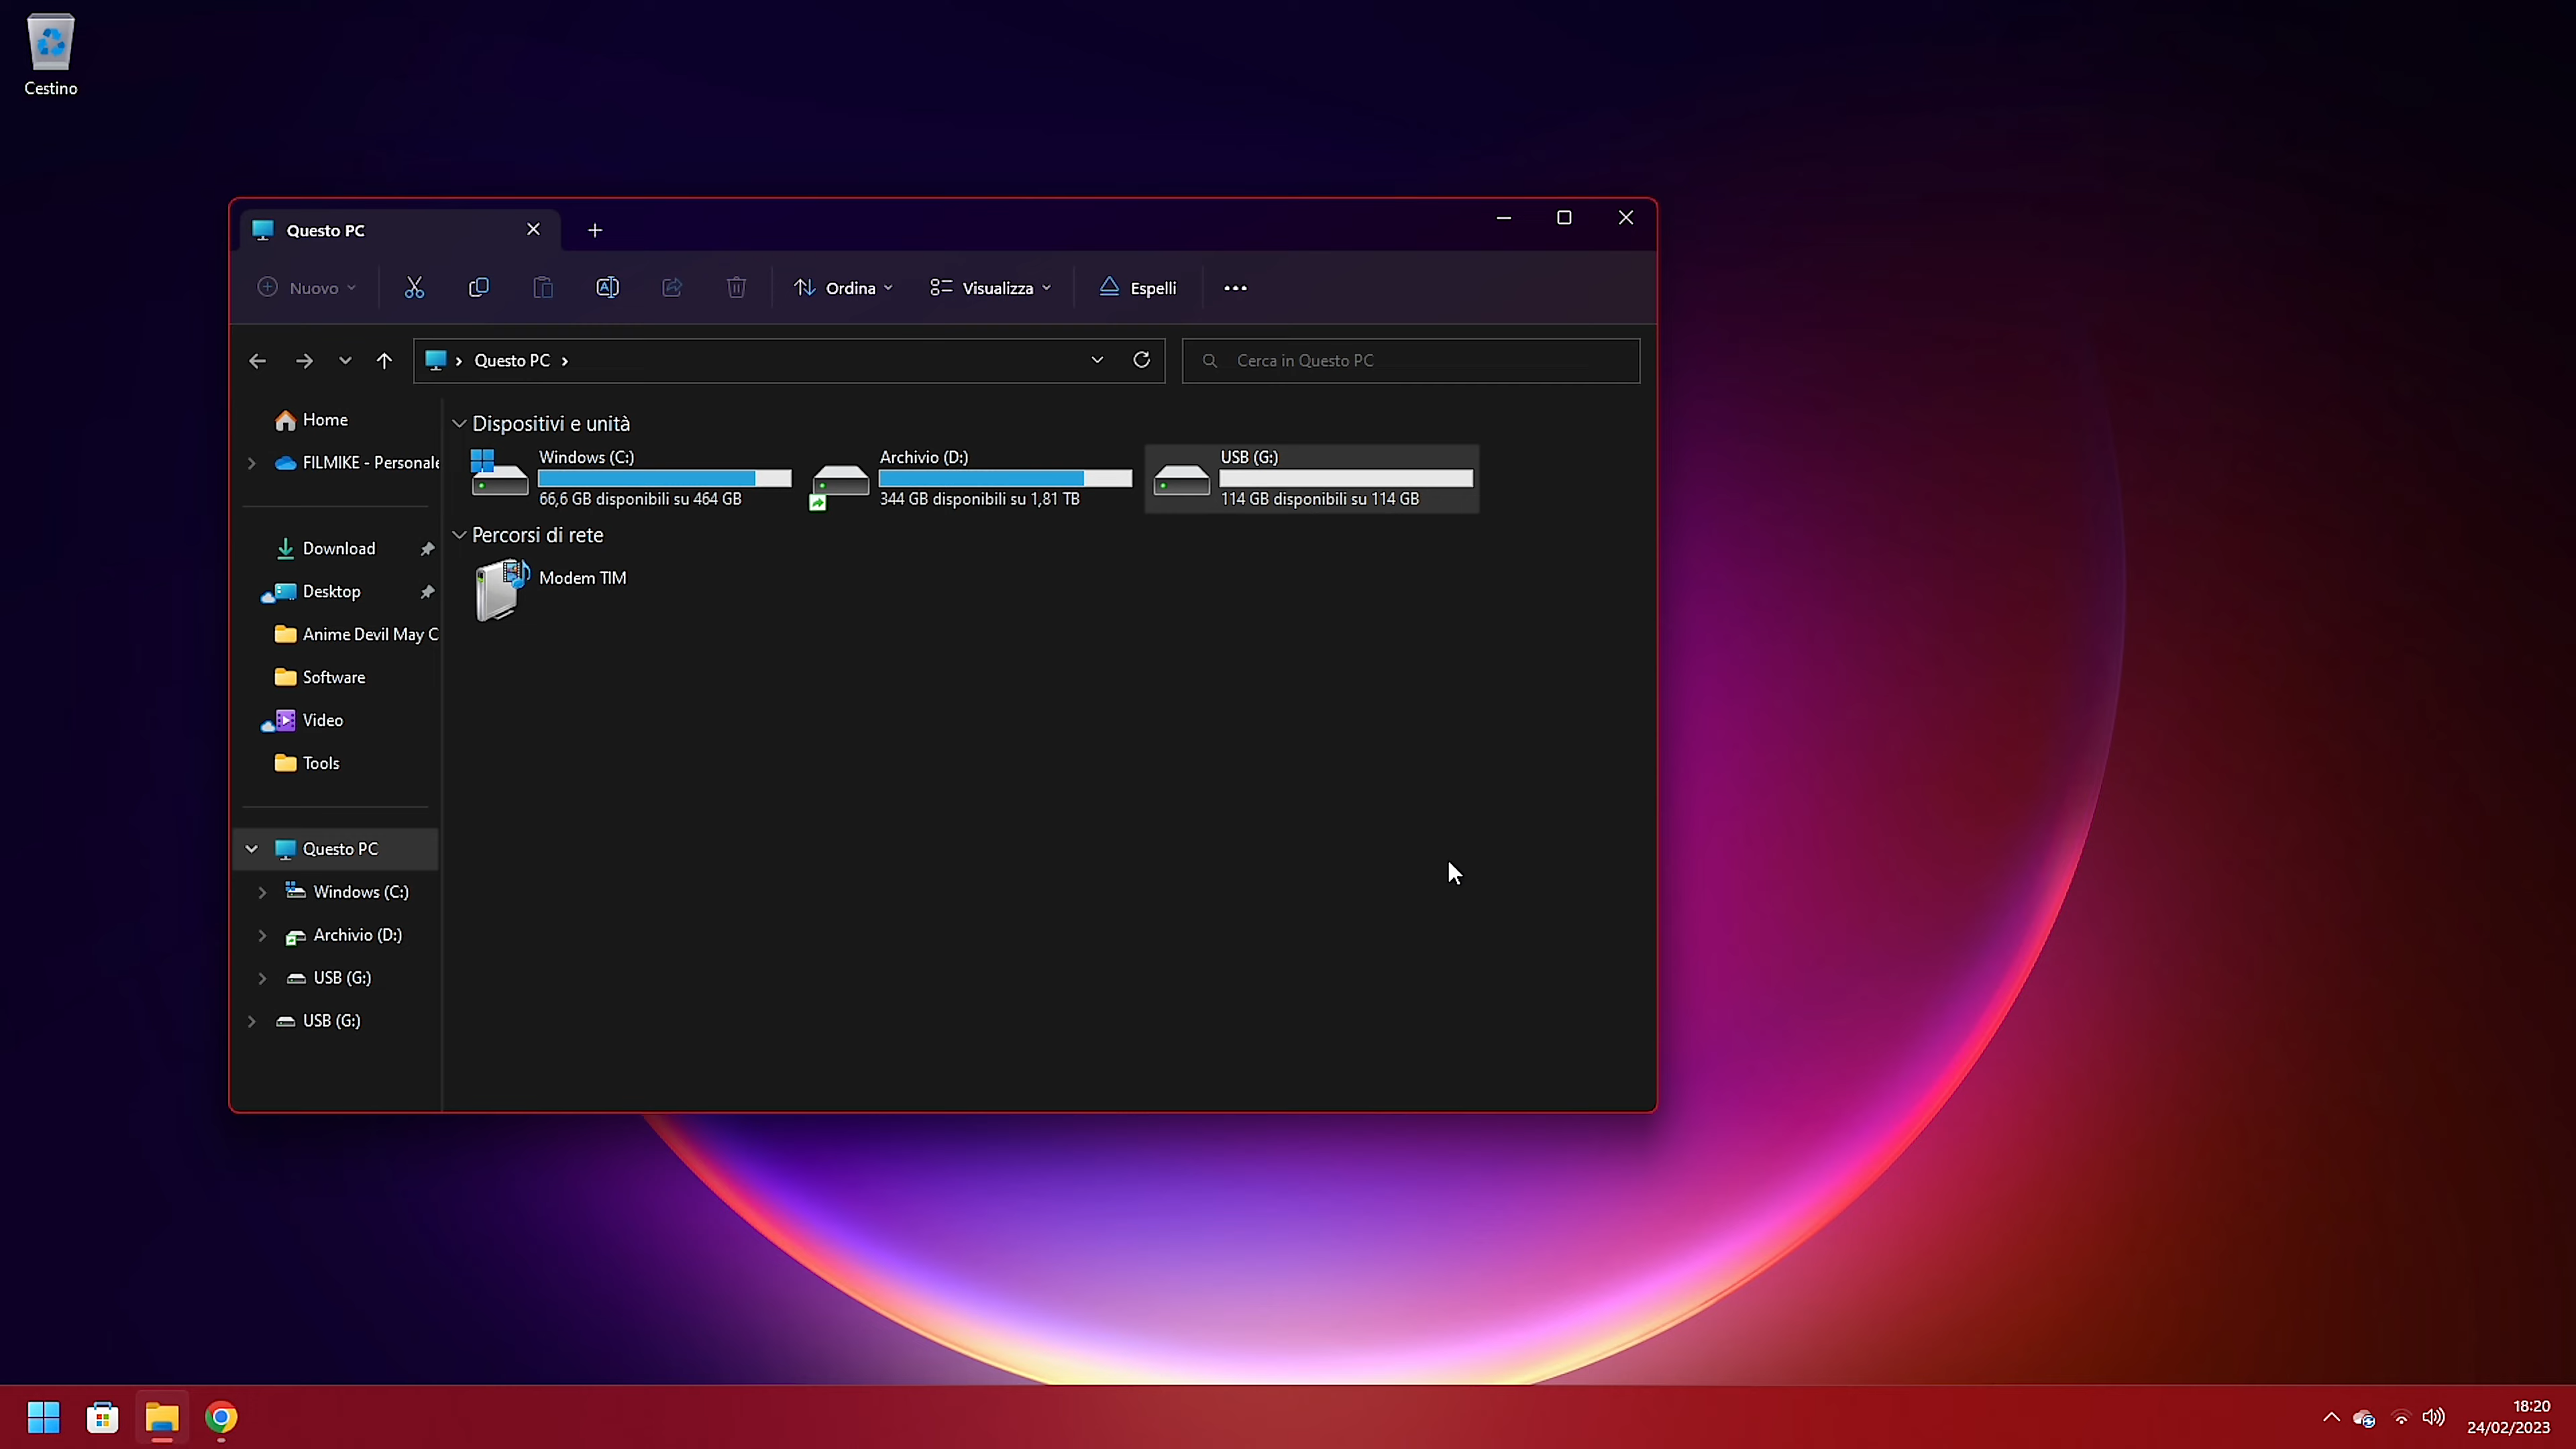 Cestino
Questo PC
Nuovo
Ordina
Visualizza
Espelli
Questo PC
Cerca in Questo PC
Home
FILMIKE - Personale
Download
Desktop
Anime Devil May C
Software
Video
Tools
Questo PC
Windows (C:)
Archivio (D:)
USB (G:)
USB (G:)
Dispositivi e unità
Windows (C:)
66,6 GB disponibili su 464 GB
Archivio (D:)
344 GB disponibili su 1,81 TB
USB (G:)
114 GB disponibili su 114 GB
Percorsi di rete
Modem TIM
18:20
24/02/2023